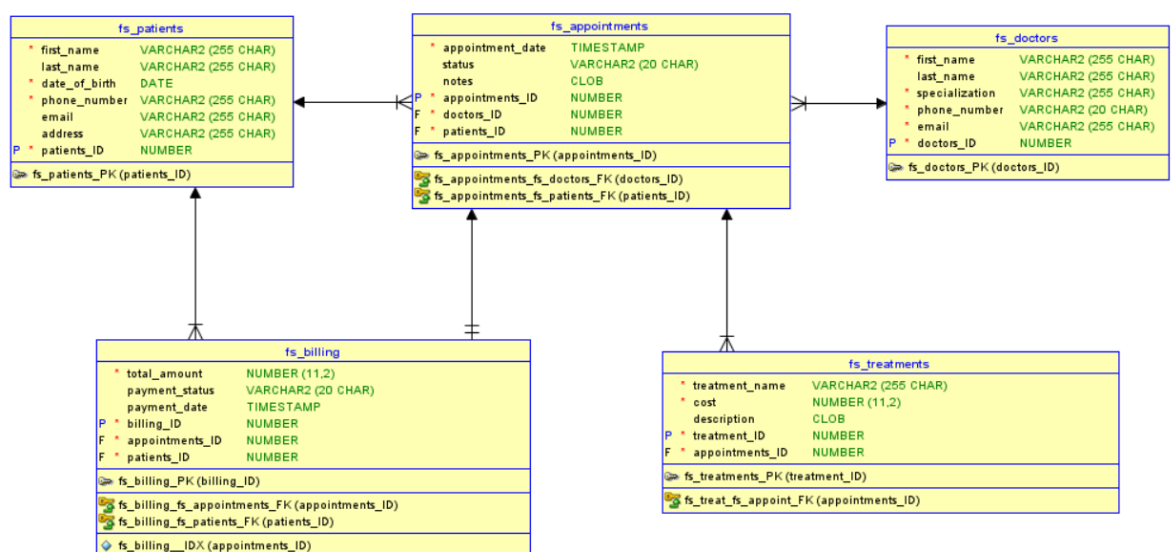 fs_patients
* first_name VARCHAR2 (255 CHAR)
last_name VARCHAR2 (255 CHAR)
* date_of_birth DATE
* phone_number VARCHAR2 (255 CHAR)
email VARCHAR2 (255 CHAR)
address VARCHAR2 (255 CHAR)
P * patients_ID NUMBER
fs_patients_PK (patients_ID)
fs_appointments
* appointment_date TIMESTAMP
status VARCHAR2 (20 CHAR)
notes CLOB
P * appointments_ID NUMBER
F * doctors_ID NUMBER
F * patients_ID NUMBER
fs_appointments_PK (appointments_ID)
fs_appointments_fs_doctors_FK (doctors_ID)
fs_appointments_fs_patients_FK (patients_ID)
fs_doctors
* first_name VARCHAR2 (255 CHAR)
last_name VARCHAR2 (255 CHAR)
* specialization VARCHAR2 (255 CHAR)
* phone_number VARCHAR2 (20 CHAR)
* email VARCHAR2 (255 CHAR)
P * doctors_ID NUMBER
fs_doctors_PK (doctors_ID)
fs_billing
* total_amount NUMBER (11,2)
payment_status VARCHAR2 (20 CHAR)
payment_date TIMESTAMP
P * billing_ID NUMBER
F * appointments_ID NUMBER
F * patients_ID NUMBER
fs_billing_PK (billing_ID)
fs_billing_fs_appointments_FK (appointments_ID)
fs_billing_fs_patients_FK (patients_ID)
fs_billing__IDX (appointments_ID)
fs_treatments
* treatment_name VARCHAR2 (255 CHAR)
* cost NUMBER (11,2)
description CLOB
P * treatment_ID NUMBER
F * appointments_ID NUMBER
fs_treatments_PK (treatment_ID)
fs_treat_fs_appoint_FK (appointments_ID)